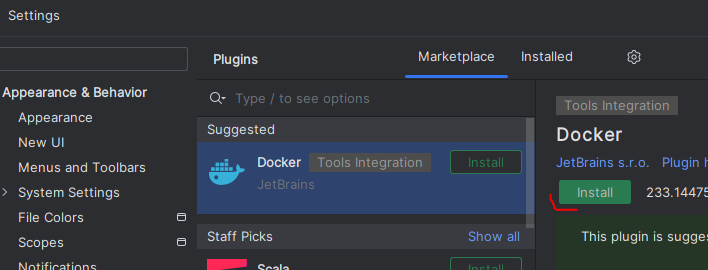 Settings
Appearance & Behavior
Appearance
New UI
Menus and Toolbars
System Settings
File Colors
Scopes
Notifications
Plugins
Marketplace
Installed
Type / to see options
Suggested
Docker
Tools Integration
Install
JetBrains
Staff Picks
Show all
Scala
Install
Tools Integration
Docker
JetBrains s.r.o.
Plugin h
Install
233.14475
This plugin is sugges